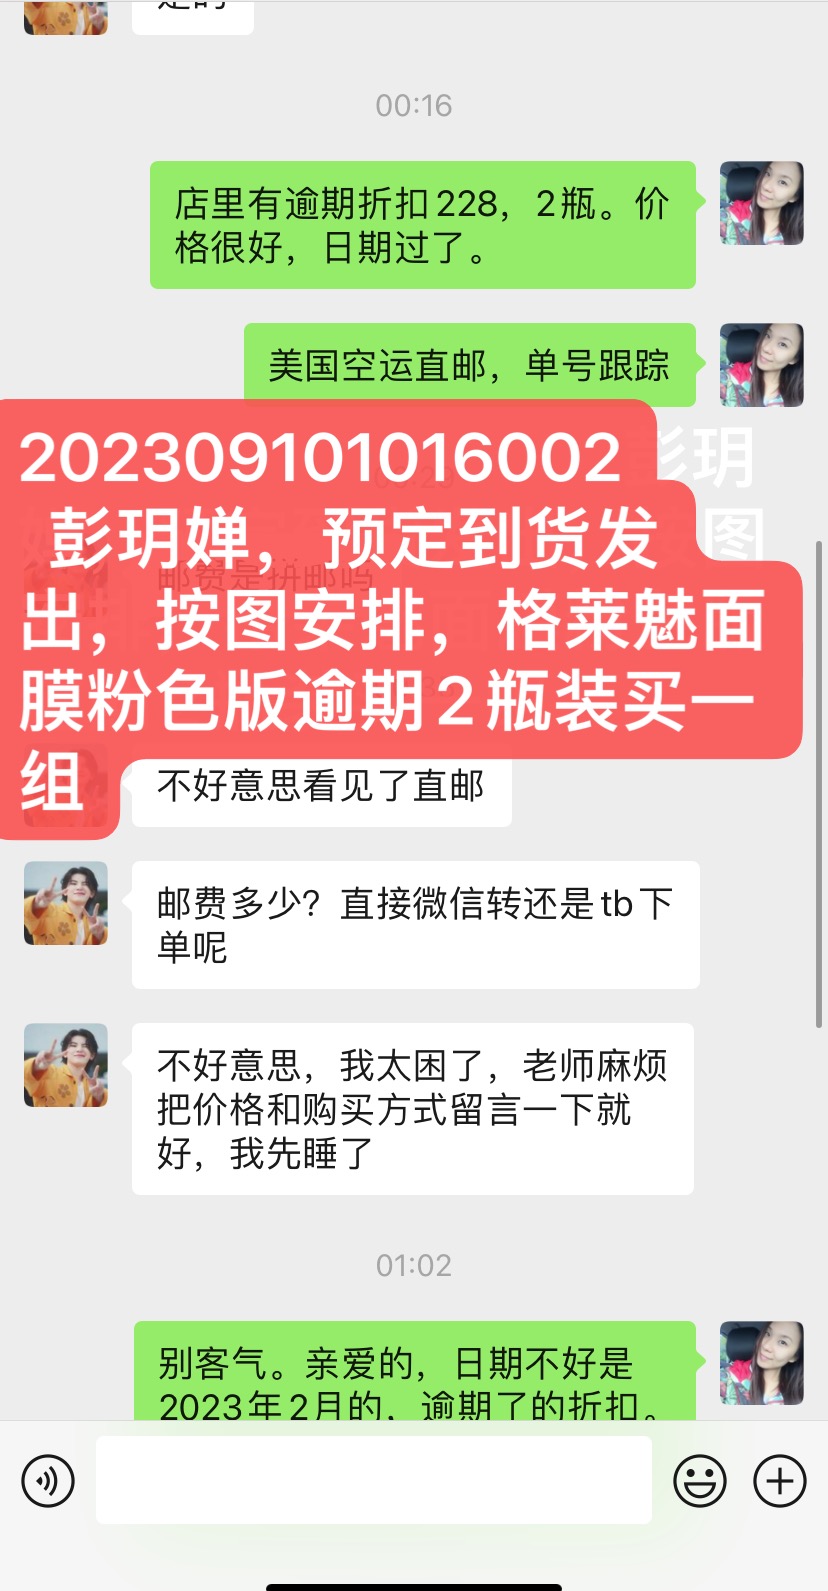 是的
00:16
店里有逾期折扣228，2瓶。价
格很好，日期过了。
美国空运直邮，单号跟踪
202309101016002
彭玥婵，预定到货发
出，按图安排，格莱魅面
膜粉色版逾期2瓶装买一
组
邮费是拼邮吗
不好意思看见了直邮
邮费多少？直接微信转还是tb下
单呢
不好意思，我太困了，老师麻烦
把价格和购买方式留言一下就
好，我先睡了
01:02
别客气。亲爱的，日期不好是
2023年2月的，逾期了的折扣。